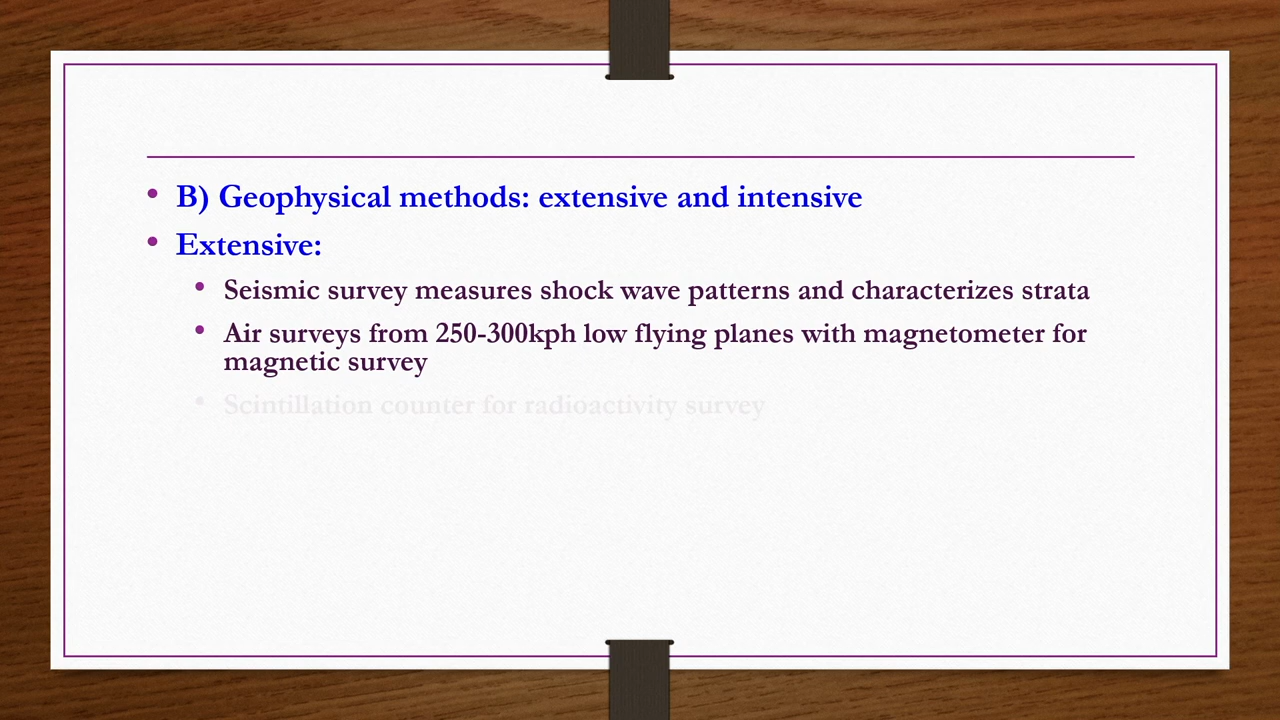 • B) Geophysical methods: extensive and intensive
• Extensive:
• Seismic survey measures shock wave patterns and characterizes strata
• Air surveys from 250-300kph low flying planes with magnetometer for
magnetic survey
• Scintillation counter for radioactivity survey